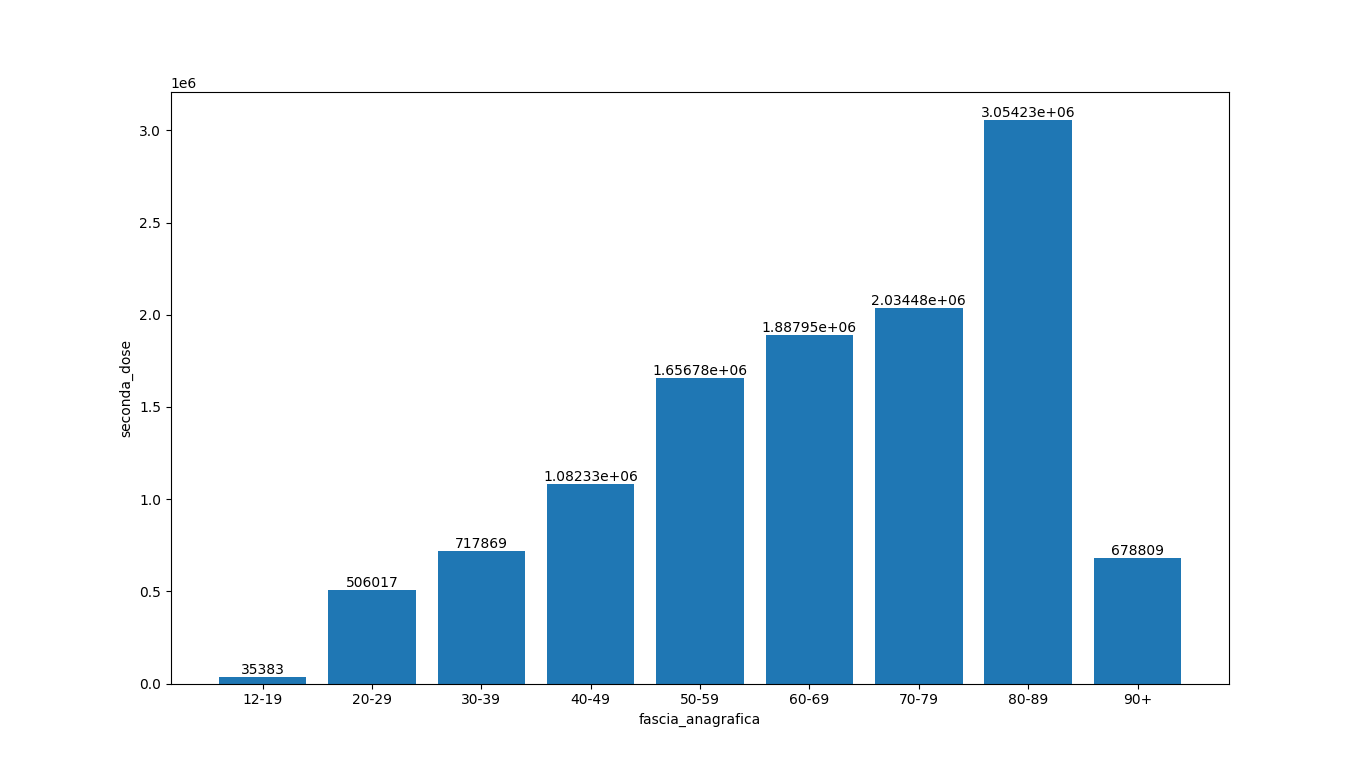 1e6
3.0
2.5
2.0
1.5
1.0
0.5
0.0
seconda_dose
35383
506017
717869
1.08233e+06
1.65678e+06
1.88795e+06
2.03448e+06
3.05423e+06
678809
12-19 20-29 30-39 40-49 50-59 60-69 70-79 80-89 90+
fascia_anagrafica